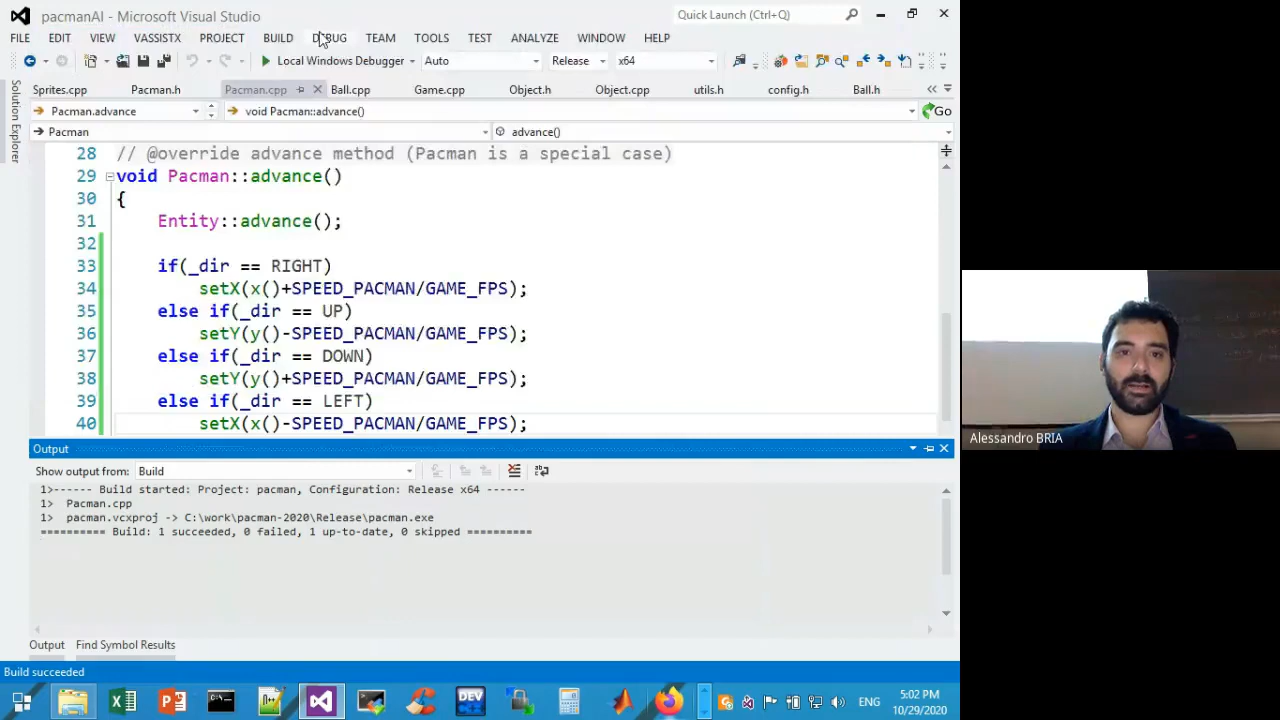 pacmanAI - Microsoft Visual Studio
Quick Launch (Ctrl+Q)
FILE EDIT VIEW VASSISTX PROJECT BUILD DEBUG TEAM TOOLS TEST ANALYZE WINDOW HELP
Local Windows Debugger Auto Release x64
Solution Explorer
Sprites.cpp Pacman.h Pacman.cpp Ball.cpp Game.cpp Object.h Object.cpp utils.h config.h Ball.h
Pacman.advance void Pacman::advance() Go
Pacman advance()
28 // @override advance method (Pacman is a special case)
29 void Pacman::advance()
30 {
31 Entity::advance();
32
33 if(_dir == RIGHT)
34 setX(x()+SPEED_PACMAN/GAME_FPS);
35 else if(_dir == UP)
36 setY(y()-SPEED_PACMAN/GAME_FPS);
37 else if(_dir == DOWN)
38 setY(y()+SPEED_PACMAN/GAME_FPS);
39 else if(_dir == LEFT)
40 setX(x()-SPEED_PACMAN/GAME_FPS);
Alessandro BRIA
Output
Show output from: Build
1>------ Build started: Project: pacman, Configuration: Release x64 ------
1> Pacman.cpp
1> pacman.vcxproj -> C:\work\pacman-2020\Release\pacman.exe
========== Build: 1 succeeded, 0 failed, 1 up-to-date, 0 skipped ==========
Output Find Symbol Results
Build succeeded
DEV
ENG
5:02 PM
10/29/2020